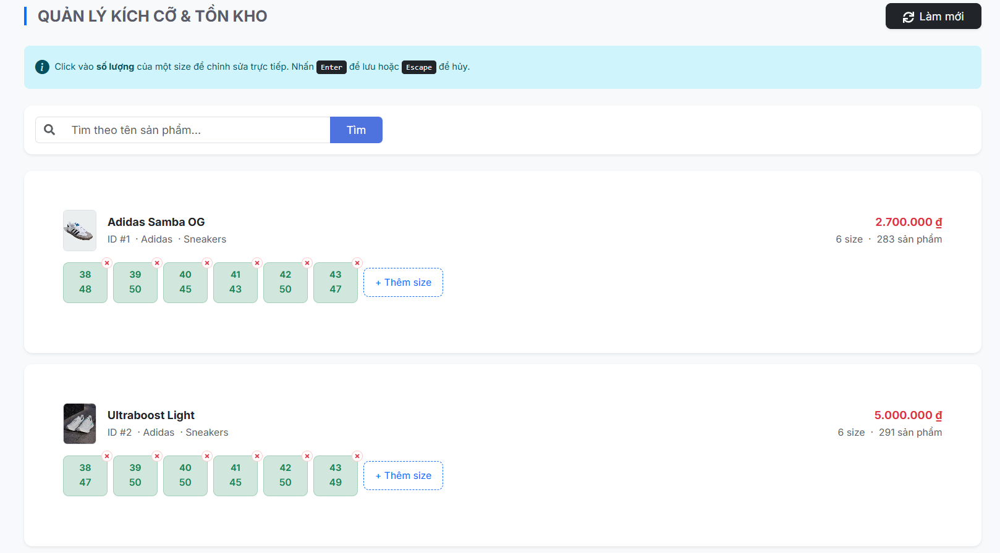 QUẢN LÝ KÍCH CỠ & TỒN KHO
Làm mới
Click vào số lượng của một size để chỉnh sửa trực tiếp. Nhấn Enter để lưu hoặc Escape để hủy.
Tìm theo tên sản phẩm...
Tìm
Adidas Samba OG
2.700.000 ₫
ID #1 · Adidas · Sneakers
6 size · 283 sản phẩm
38 39 40 41 42 43
48 50 45 43 50 47
+ Thêm size
Ultraboost Light
5.000.000 ₫
ID #2 · Adidas · Sneakers
6 size · 291 sản phẩm
38 39 40 41 42 43
47 50 50 45 50 49
+ Thêm size